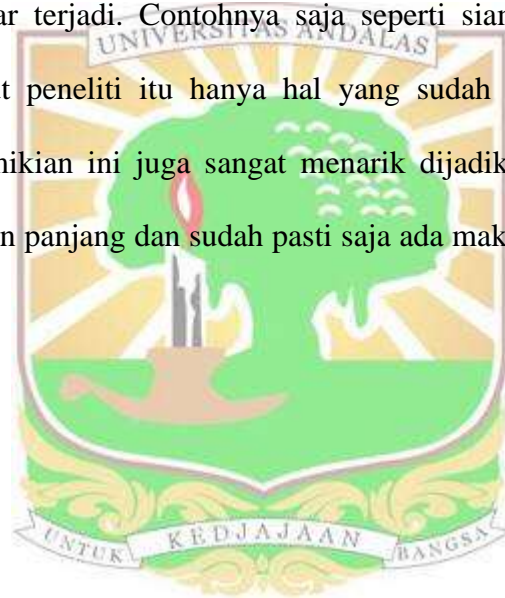 ar terjadi. Contohnya saja seperti siar
UNIVERSITAS ANDALAS
t peneliti itu hanya hal yang sudah
nikian ini juga sangat menarik dijadik
n panjang dan sudah pasti saja ada mak
UNTUK KEDJAJAAN BANGSA